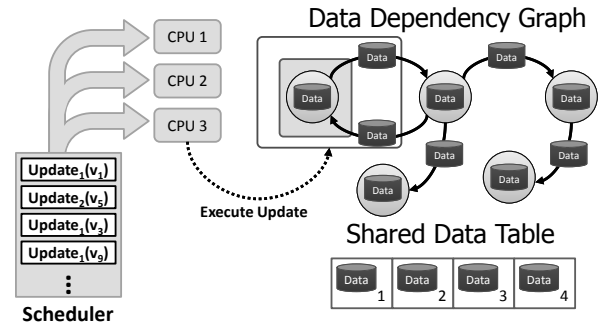 Data Dependency Graph
CPU 1
CPU 2
CPU 3
Data
Data
Data
Data
Data
Data
Data
Data
Data
Data
Update₁(v₁)
Update₂(v₅)
Update₁(v₃)
Update₁(v₉)
Scheduler
Execute Update
Shared Data Table
Data 1
Data 2
Data 3
Data 4